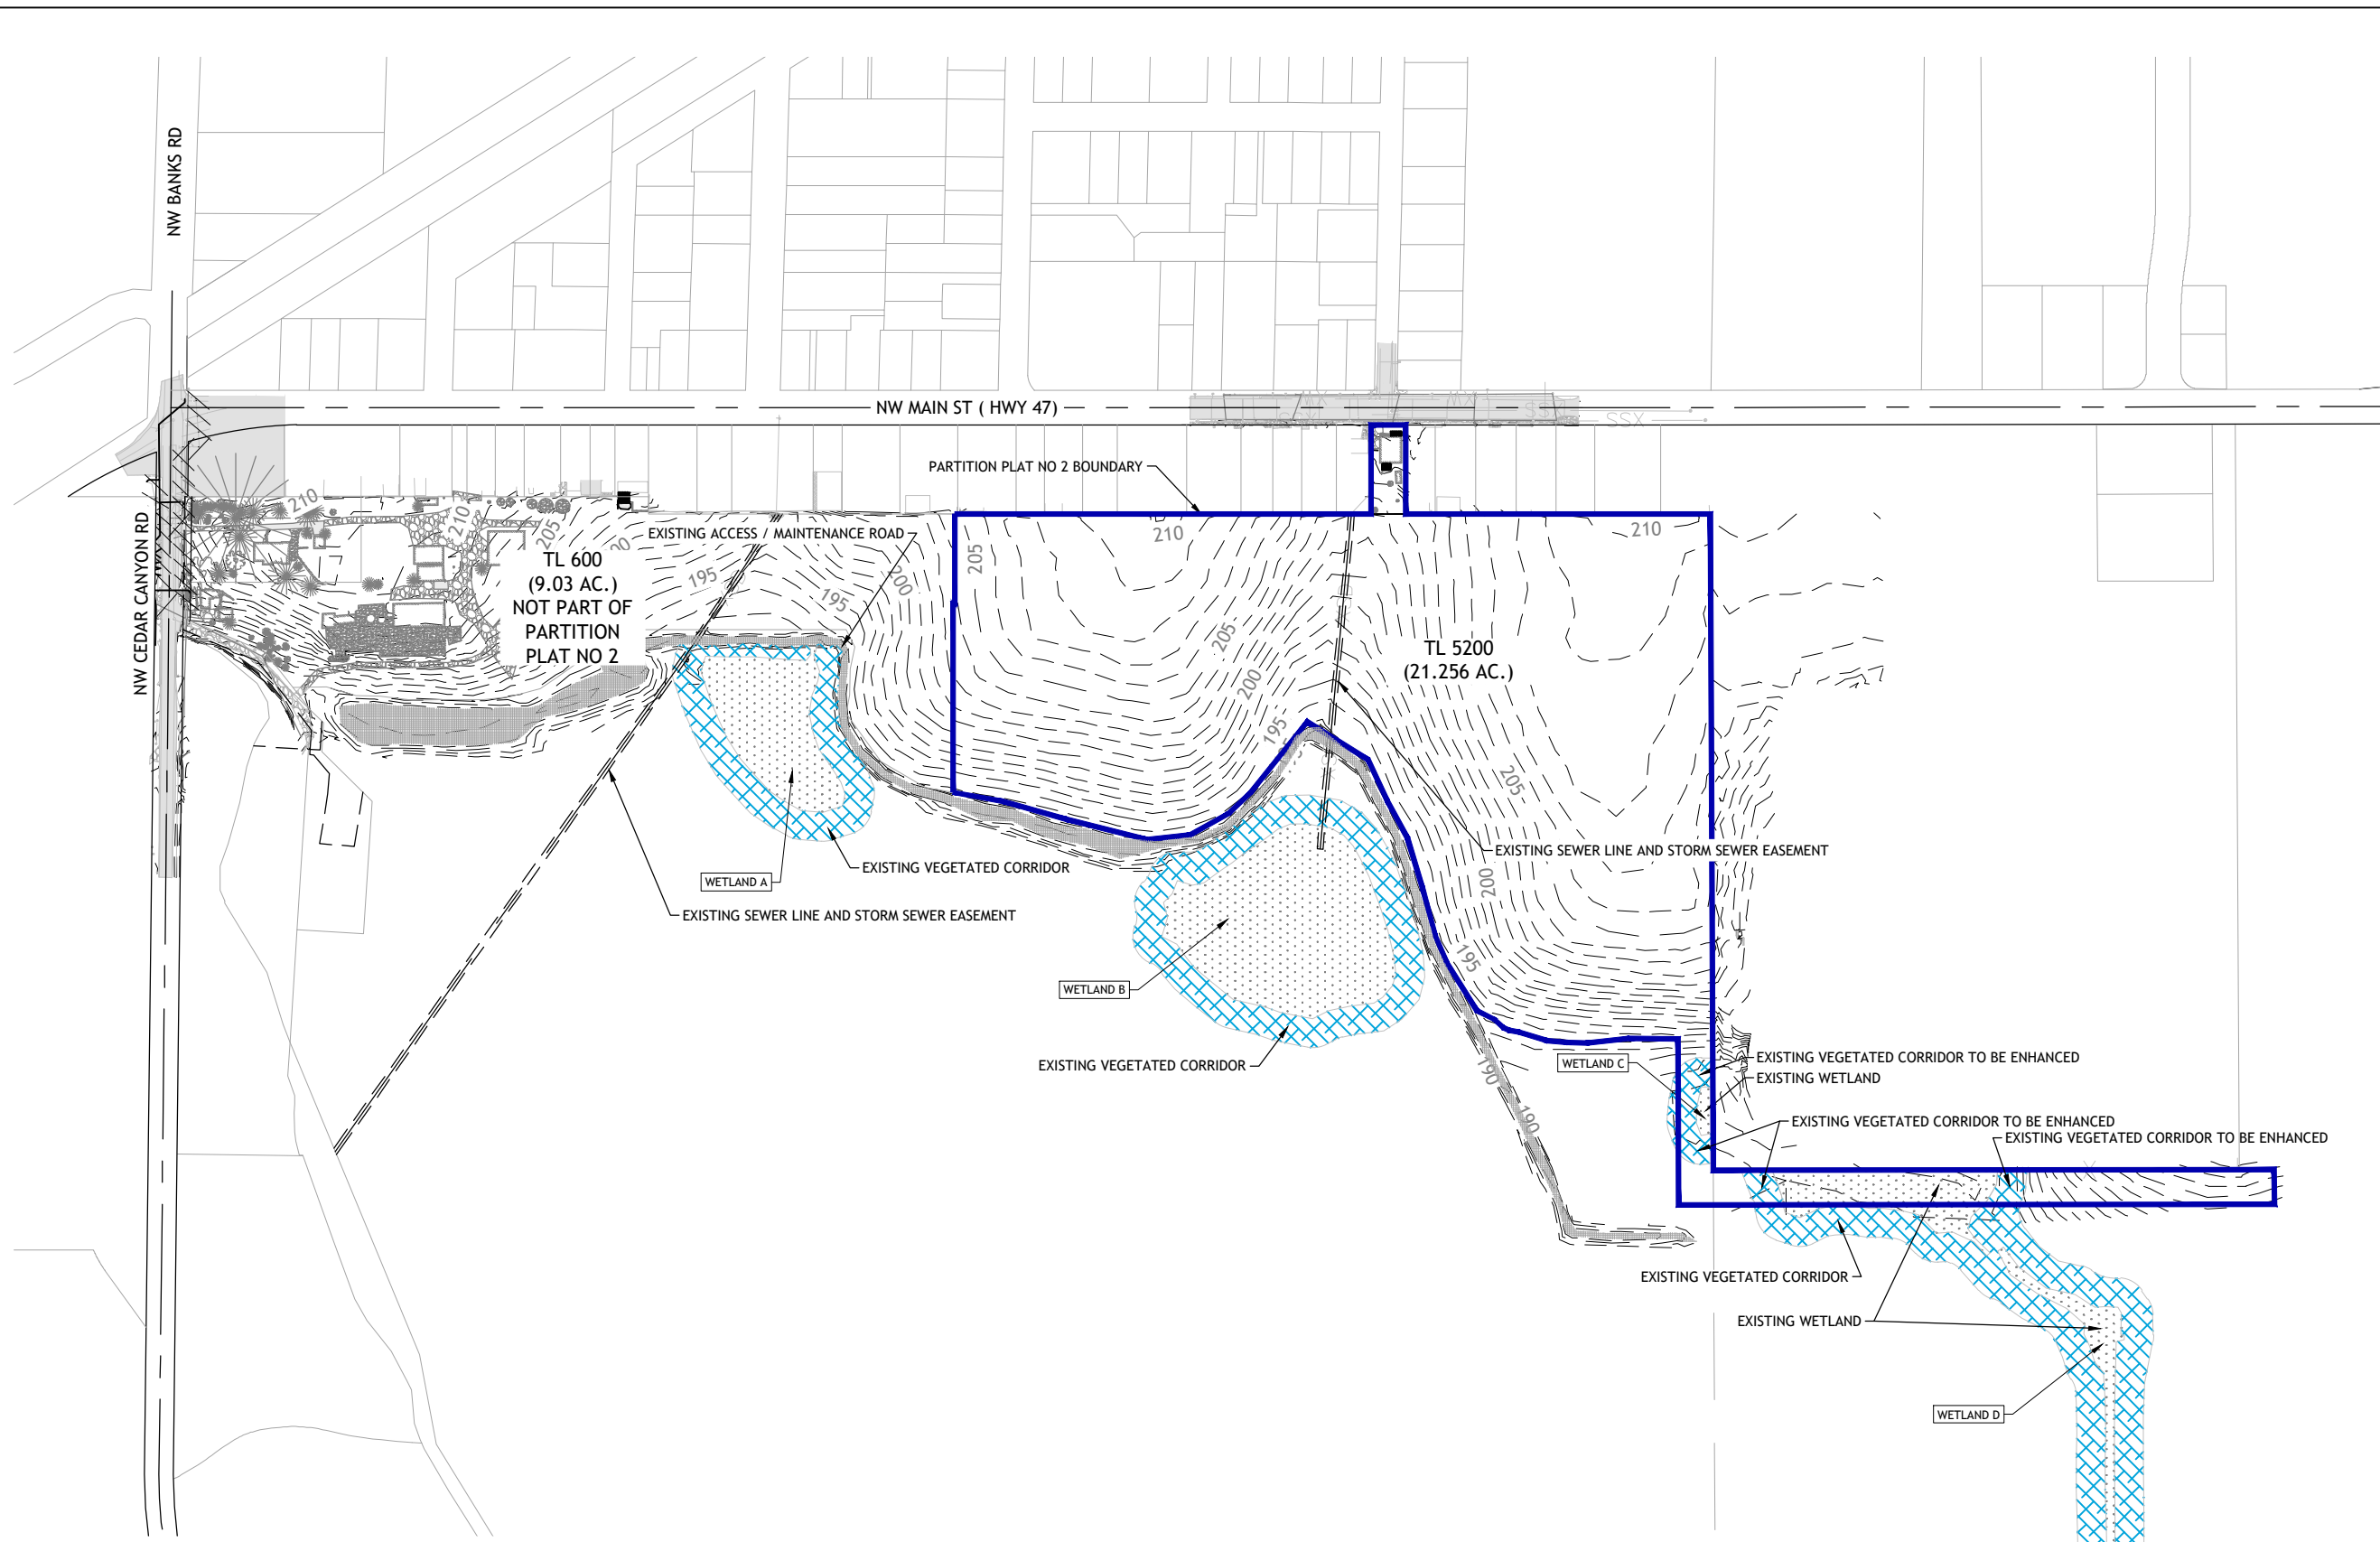 NW BANKS RD
NW MAIN ST ( HWY 47)
SSX
PARTITION PLAT NO 2 BOUNDARY
NW CEDAR CANYON RD
210
210
205
EXISTING ACCESS / MAINTENANCE ROAD
210
210
TL 600
(9.03 AC.)
NOT PART OF
PARTITION
PLAT NO 2
195
195
200
205
205
200
195
TL 5200
(21.256 AC.)
205
200
195
190
190
EXISTING SEWER LINE AND STORM SEWER EASEMENT
EXISTING VEGETATED CORRIDOR
WETLAND A
EXISTING SEWER LINE AND STORM SEWER EASEMENT
WETLAND B
EXISTING VEGETATED CORRIDOR
WETLAND C
EXISTING VEGETATED CORRIDOR TO BE ENHANCED
EXISTING WETLAND
EXISTING VEGETATED CORRIDOR TO BE ENHANCED
EXISTING VEGETATED CORRIDOR TO BE ENHANCED
EXISTING VEGETATED CORRIDOR
EXISTING WETLAND
WETLAND D